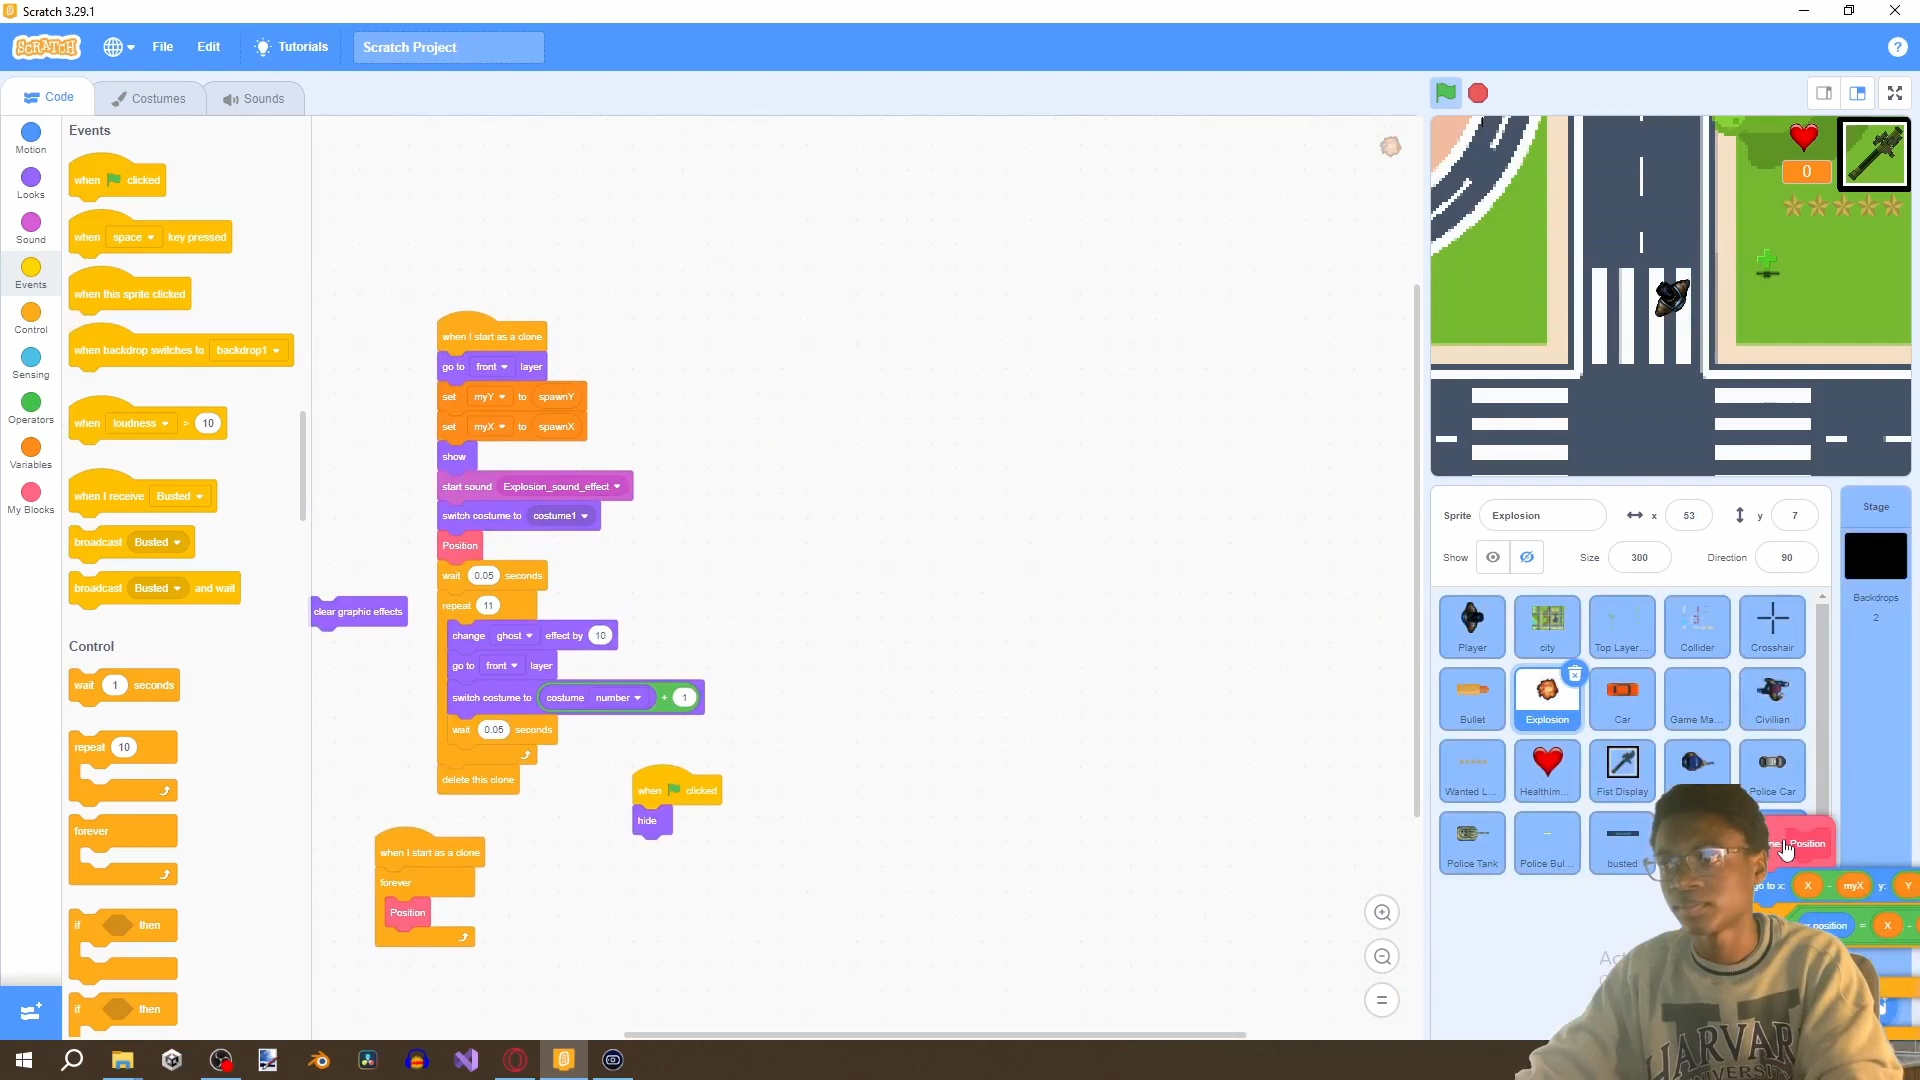 Scratch 3.29.1
SCRATCH
File
Edit
Tutorials
Scratch Project
?
Code
Costumes
Sounds
Motion
Looks
Sound
Events
Control
Sensing
Operators
Variables
My Blocks
Events
when clicked
when space key pressed
when this sprite clicked
when backdrop switches to backdrop1
when loudness > 10
when I receive Busted
broadcast Busted
broadcast Busted and wait
Control
wait 1 seconds
repeat 10
forever
if then
if then
clear graphic effects
when I start as a clone
go to front layer
set myY to spawnY
set myX to spawnX
show
start sound Explosion_sound_effect
switch costume to costume1
Position
wait 0.05 seconds
repeat 11
change ghost effect by 10
go to front layer
switch costume to costume number + 1
wait 0.05 seconds
delete this clone
when clicked
hide
when I start as a clone
forever
Position
0
Sprite Explosion x 53 y 7
Show Size 300 Direction 90
Stage
Backdrops
2
Player
city
Top Layer...
Collider
Crosshair
Bullet
Explosion
Car
Game Ma...
Civillian
Wanted L...
HealthIm...
Fist Display
Police Car
Police Tank
Police Bul...
busted
Position
go to x: X - myX y: Y
position = X -
HARVARD